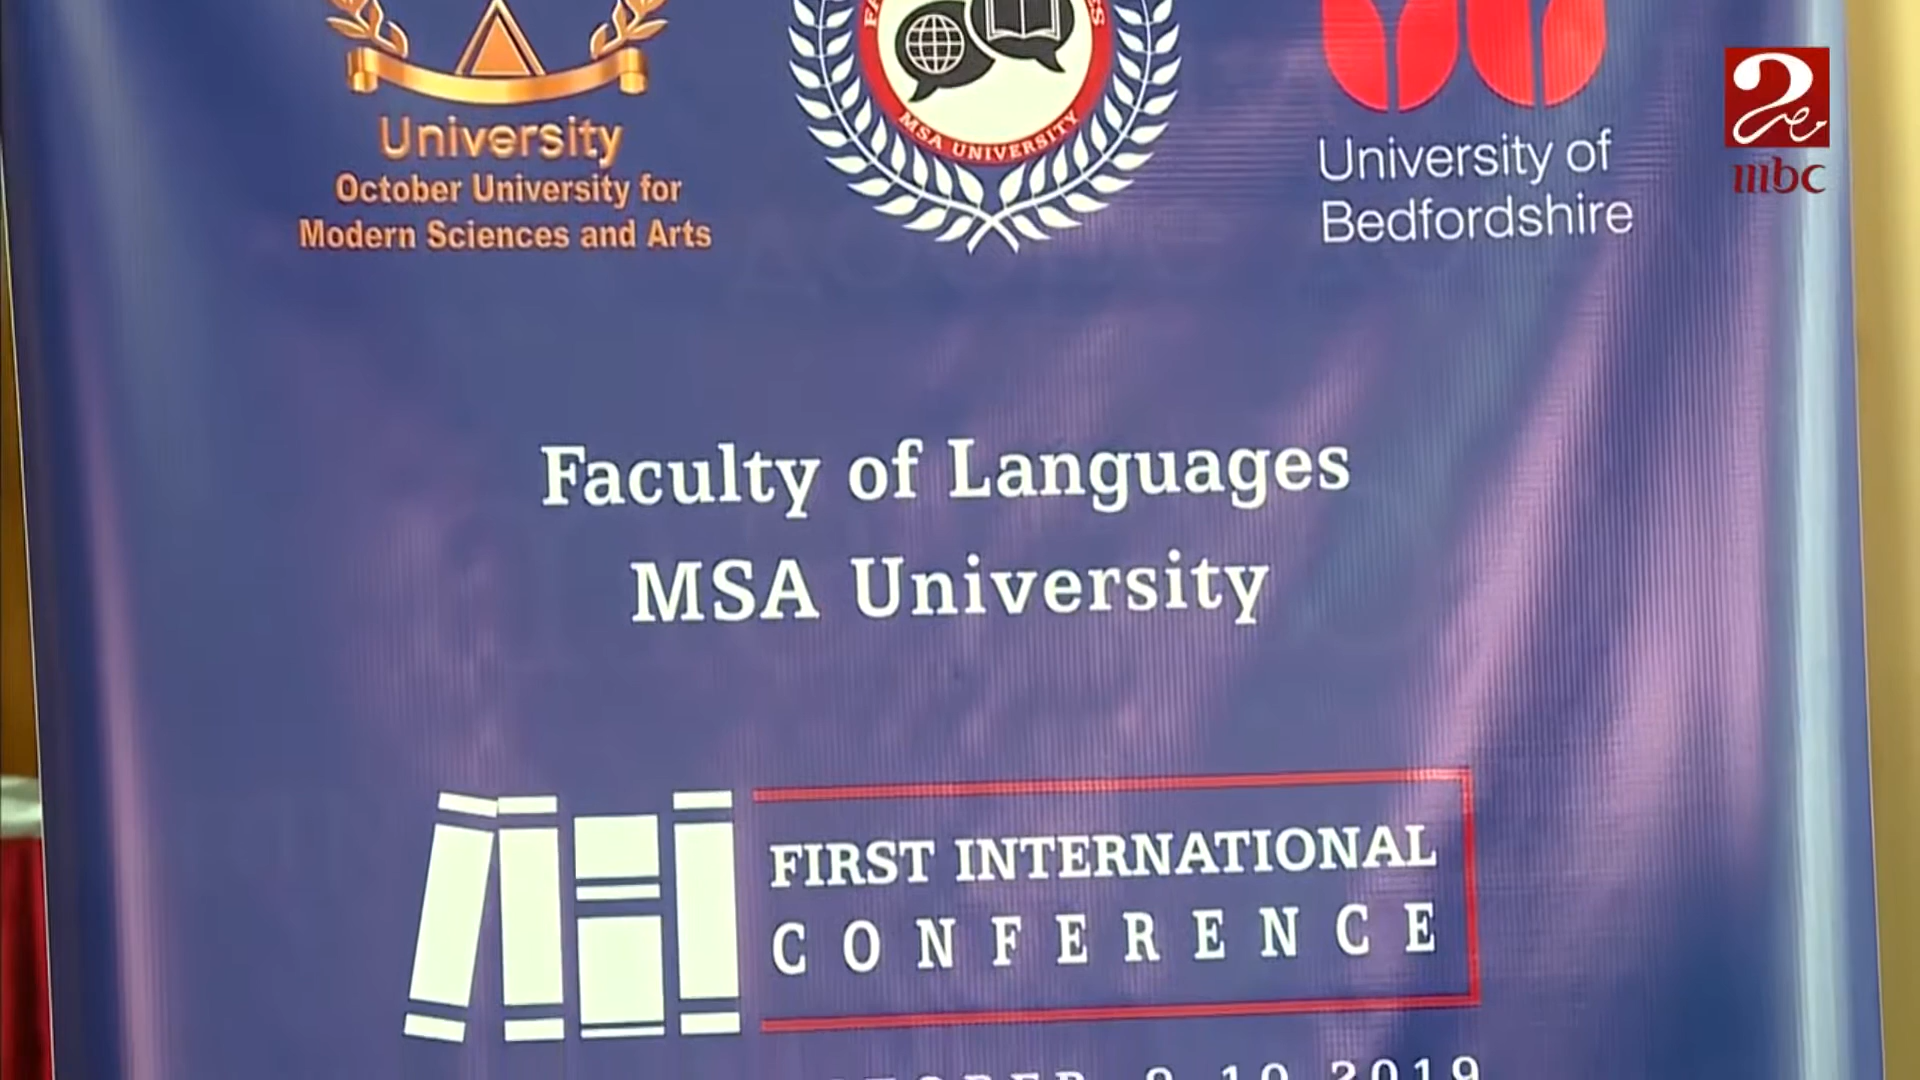 University
October University for
Modern Sciences and Arts
MSA UNIVERSITY
University of
Bedfordshire
mbc
Faculty of Languages
MSA University
FIRST INTERNATIONAL
CONFERENCE
2019